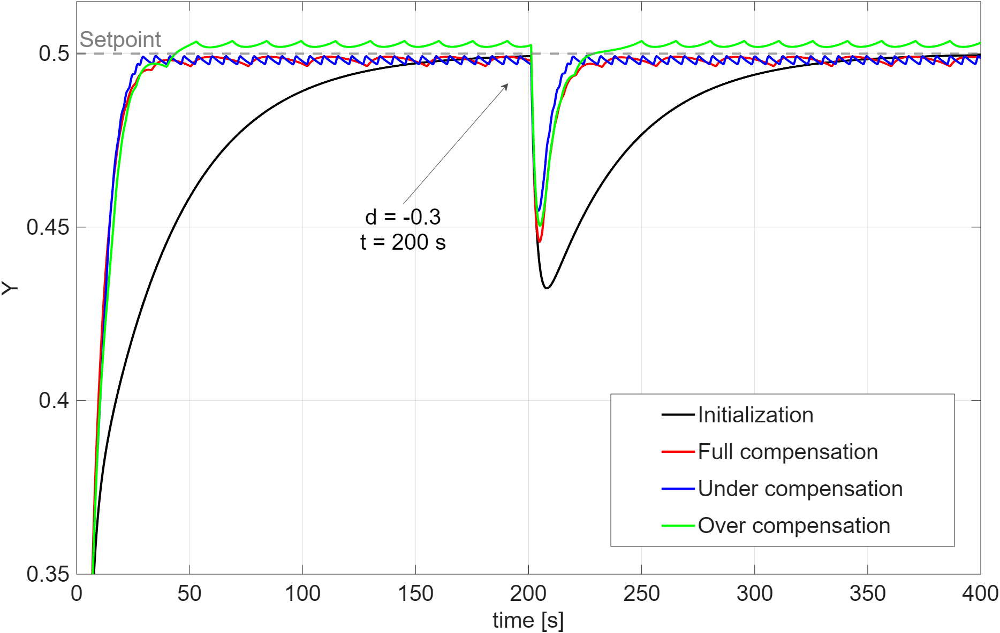 Setpoint
0.5
0.45
0.4
0.35
Y
d = -0.3
t = 200 s
Initialization
Full compensation
Under compensation
Over compensation
0 50 100 150 200 250 300 350 400
time [s]